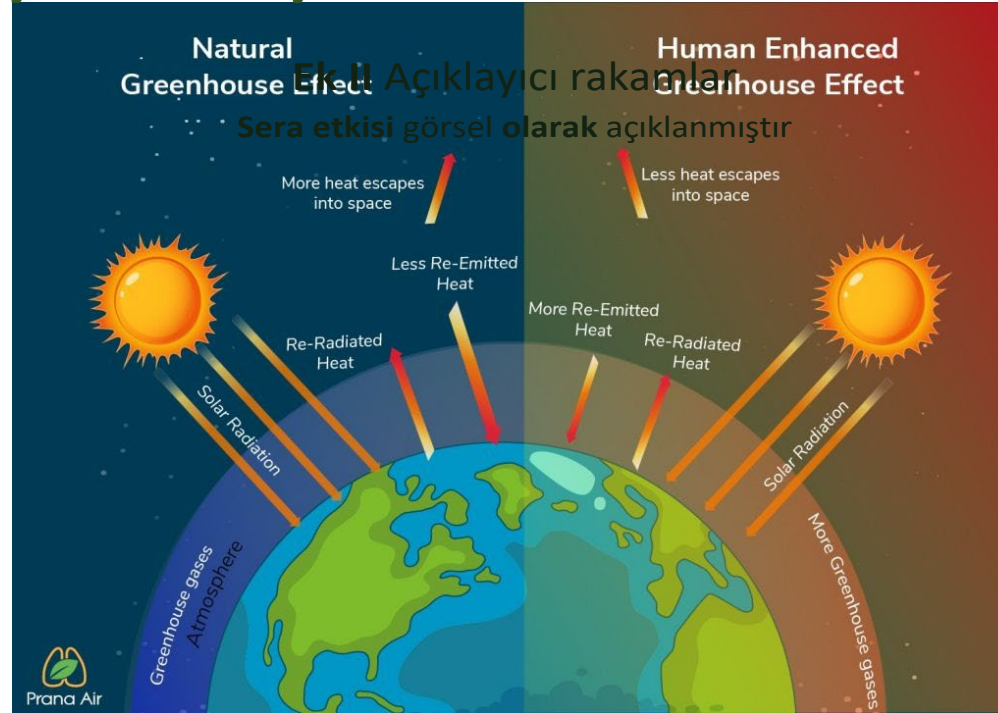 Natural
Greenhouse Effect
Human Enhanced
Greenhouse Effect
Ek II Açıklayıcı rakamlar
Sera etkisi görsel olarak açıklanmıştır
More heat escapes
into space
Less heat escapes
into space
Less Re-Emitted
Heat
More Re-Emitted
Heat
Re-Radiated
Heat
Re-Radiated
Heat
Solar Radiation
Solar Radiation
Greenhouse gases
Atmosphere
More Greenhouse gases
Prana Air